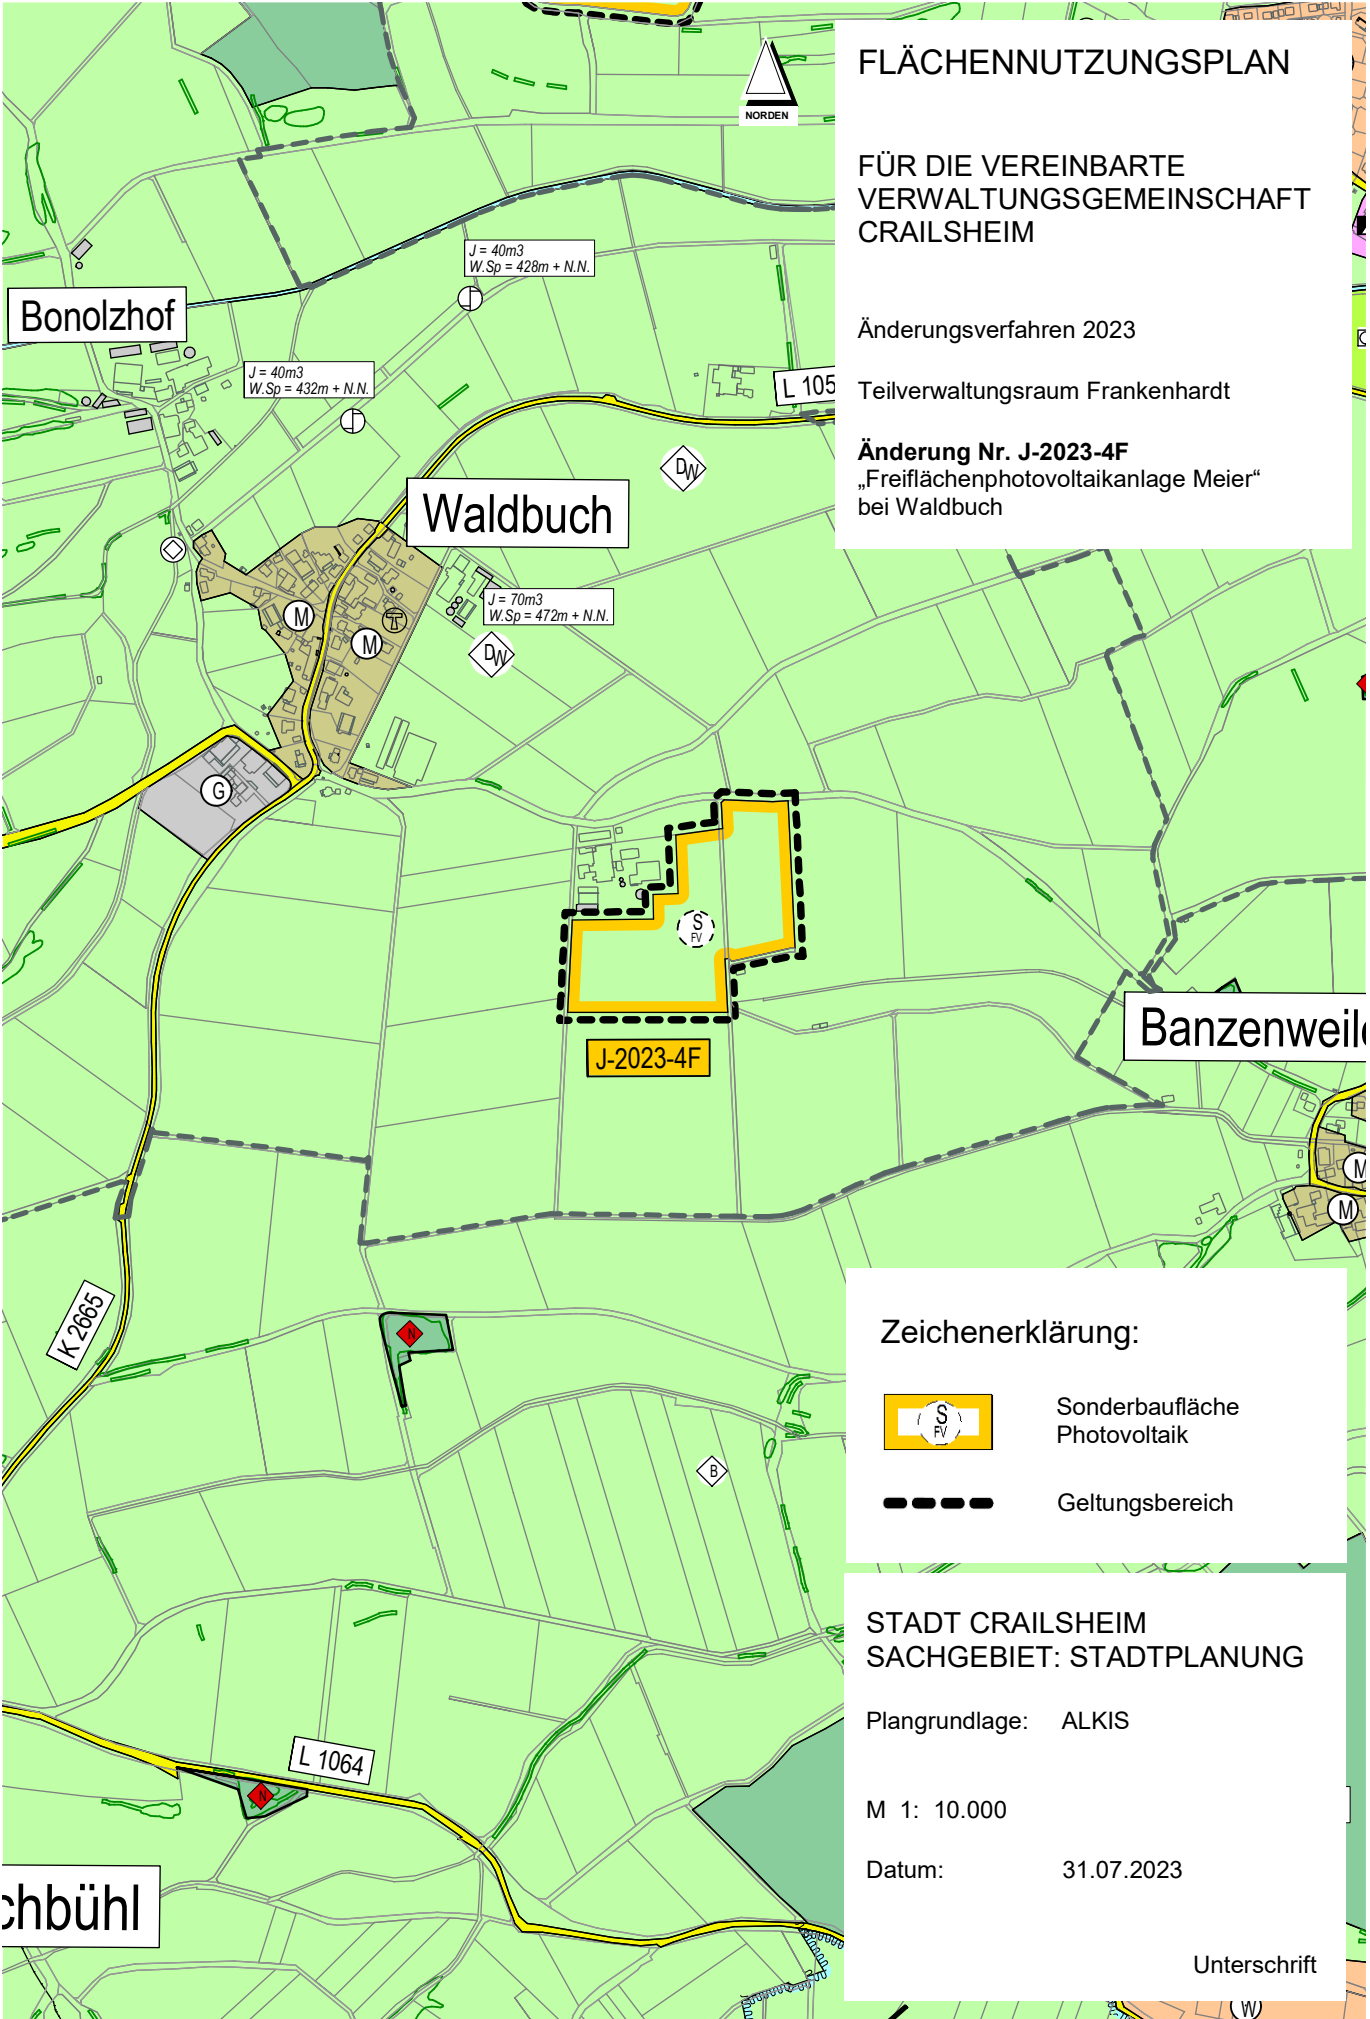 FLÄCHENNUTZUNGSPLAN
FÜR DIE VEREINBARTE
VERWALTUNGSGEMEINSCHAFT
CRAILSHEIM
Änderungsverfahren 2023
Teilverwaltungsraum Frankenhardt
Änderung Nr. J-2023-4F
„Freiflächenphotovoltaikanlage Meier“
bei Waldbuch
NORDEN
J = 40m3
W.Sp = 428m + N.N.
Bonolzhof
J = 40m3
W.Sp = 432m + N.N.
L 105
DW
Waldbuch
J = 70m3
W.Sp = 472m + N.N.
M
M
DW
G
S
FV
J-2023-4F
Banzenweile
M
M
K 2665
N
B
Zeichenerklärung:
S
FV
Sonderbaufläche
Photovoltaik
Geltungsbereich
STADT CRAILSHEIM
SACHGEBIET: STADTPLANUNG
Plangrundlage: ALKIS
M 1: 10.000
Datum: 31.07.2023
Unterschrift
L 1064
N
chbühl
W